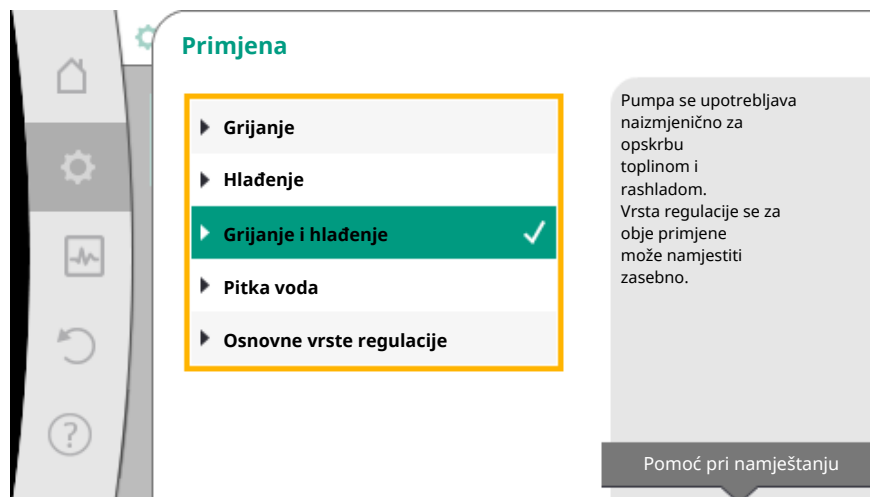 Primjena
Grijanje
Hlađenje
Grijanje i hlađenje
Pitka voda
Osnovne vrste regulacije
Pumpa se upotrebljava
naizmjenično za
opskrbu
toplinom i
rashladom.
Vrsta regulacije se za
obje primjene
može namjestiti
zasebno.
Pomoć pri namještanju